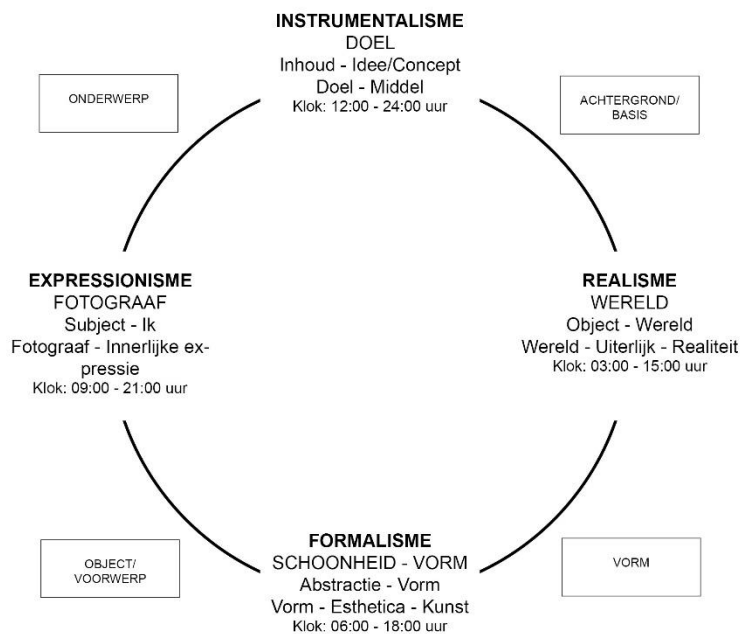 INSTRUMENTALISME
DOEL
Inhoud - Idee/Concept
Doel - Middel
Klok: 12:00 - 24:00 uur
ONDERWERP
ACHTERGROND/
BASIS
EXPRESSIONISME
FOTOGRAAF
Subject - Ik
Fotograaf - Innerlijke ex-
pressie
Klok: 09:00 - 21:00 uur
REALISME
WERELD
Object - Wereld
Wereld - Uiterlijk - Realiteit
Klok: 03:00 - 15:00 uur
OBJECT/
VOORWERP
FORMALISME
SCHOONHEID - VORM
Abstractie - Vorm
Vorm - Esthetica - Kunst
Klok: 06:00 - 18:00 uur
VORM